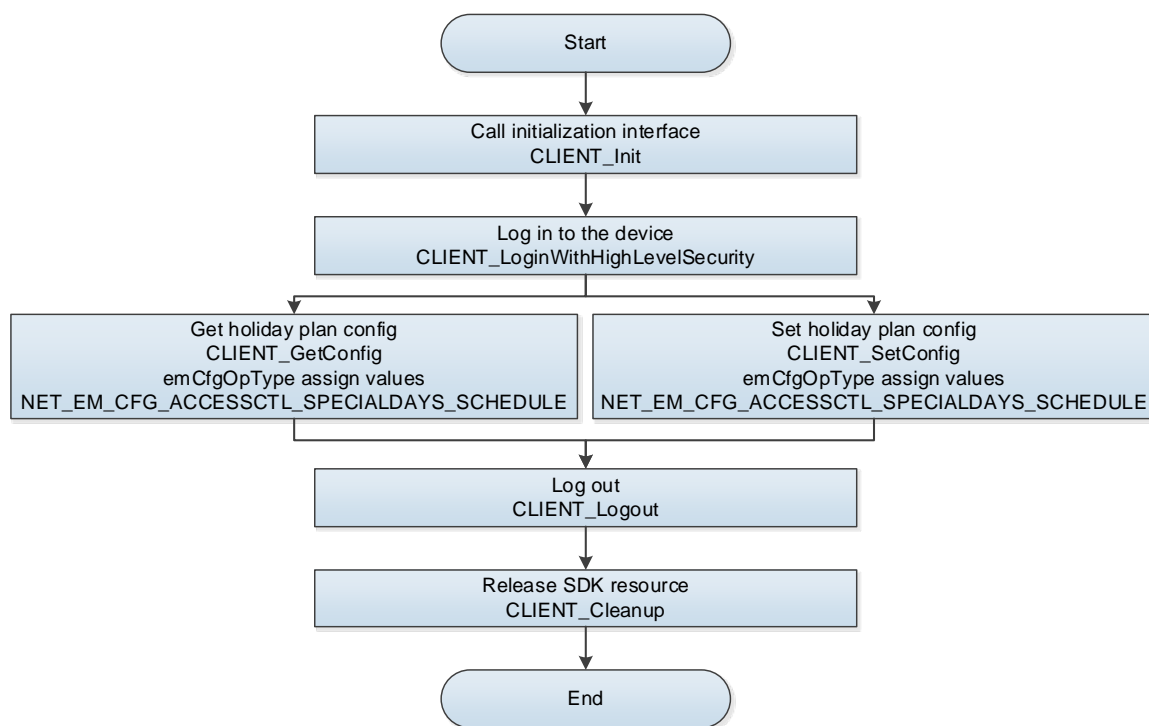 Start
Call initialization interface
CLIENT_Init
Log in to the device
CLIENT_LoginWithHighLevelSecurity
Get holiday plan config
CLIENT_GetConfig
emCfgOpType assign values
NET_EM_CFG_ACCESSCTL_SPECIALDAYS_SCHEDULE
Set holiday plan config
CLIENT_SetConfig
emCfgOpType assign values
NET_EM_CFG_ACCESSCTL_SPECIALDAYS_SCHEDULE
Log out
CLIENT_Logout
Release SDK resource
CLIENT_Cleanup
End